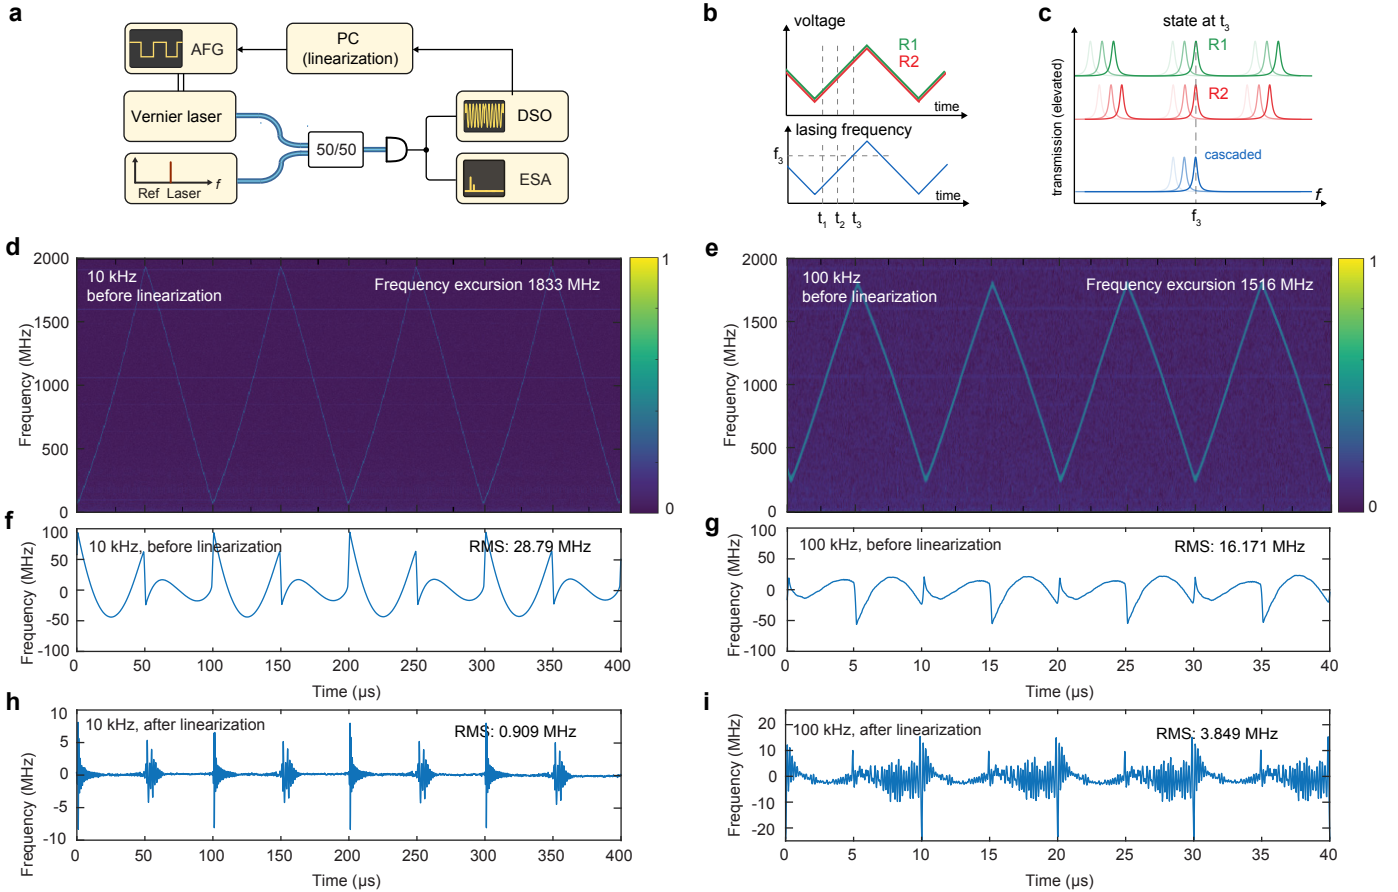 a
AFG
PC
(linearization)
Vernier laser
50/50
DSO
ESA
f
Ref Laser
b
voltage
R1
R2
time
lasing frequency
f3
time
t1 t2 t3
c
state at t3
R1
R2
cascaded
transmission (elevated)
f
f3
d
10 kHz
before linearization
Frequency excursion 1833 MHz
Frequency (MHz)
2000
1500
1000
500
0
1
0
e
100 kHz
before linearization
Frequency excursion 1516 MHz
Frequency (MHz)
2000
1500
1000
500
0
1
0
f
10 kHz, before linearization
RMS: 28.79 MHz
Frequency (MHz)
100
50
0
-50
-100
0 50 100 150 200 250 300 350 400
Time (µs)
g
100 kHz, before linearization
RMS: 16.171 MHz
Frequency (MHz)
100
50
0
-50
-100
0 5 10 15 20 25 30 35 40
Time (µs)
h
10 kHz, after linearization
RMS: 0.909 MHz
Frequency (MHz)
10
5
0
-5
-10
0 50 100 150 200 250 300 350 400
Time (µs)
i
100 kHz, after linearization
RMS: 3.849 MHz
Frequency (MHz)
20
10
0
-10
-20
0 5 10 15 20 25 30 35 40
Time (µs)